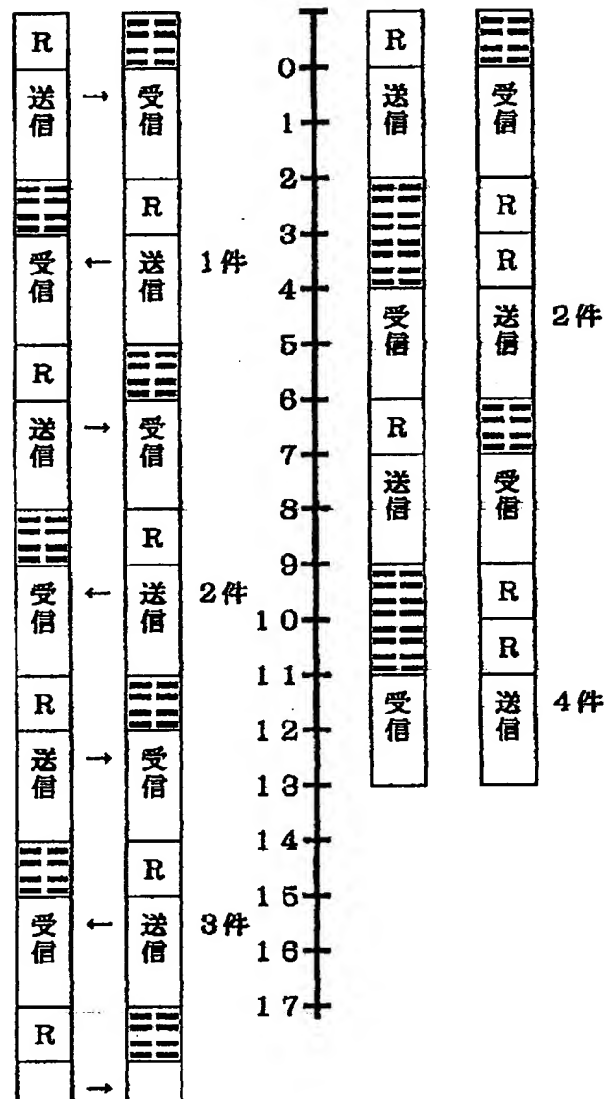 R R
0
送信 → 受信 送信 受信
1
2
R R
3
受信 ← 送信 1件 R
4
受信 送信 2件
5
R
6
送信 → 受信 R
7
送信 受信
8
R
9
受信 ← 送信 2件 R
10
R
11
R 受信 送信 4件
12
送信 → 受信
13
14
R
15
受信 ← 送信 3件
16
17
R
→